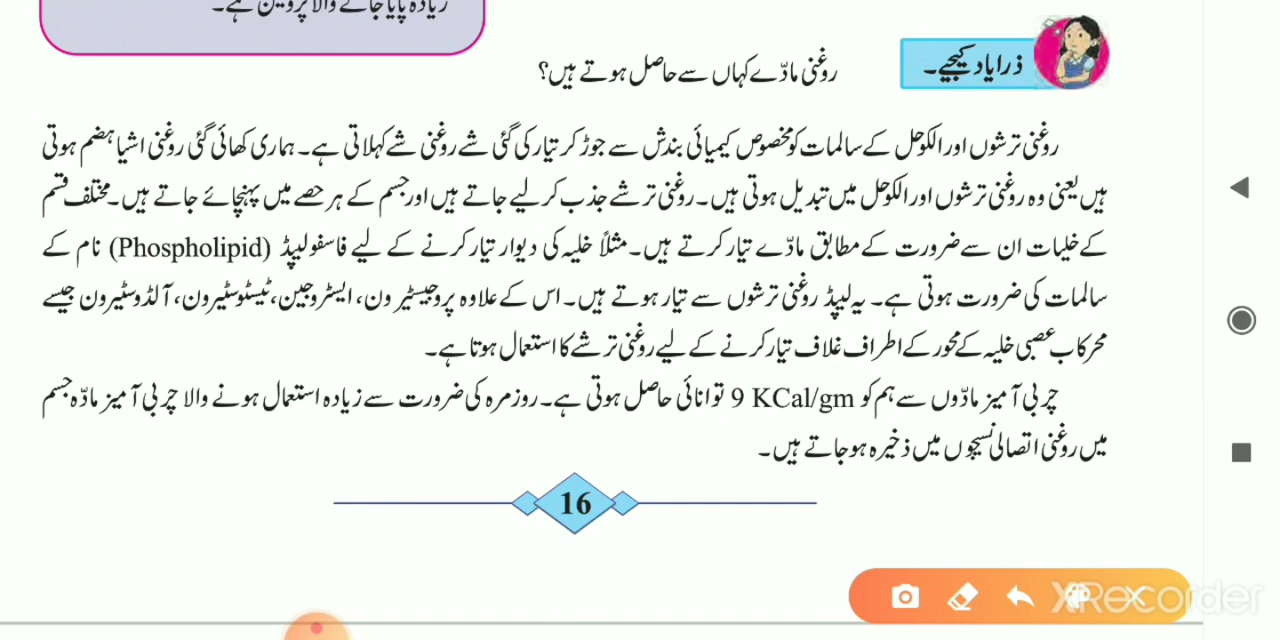 زیادہ پایا جانے والا پروٹین ہے۔
ذرا یاد کیجیے۔
روغنی مادّے کہاں سے حاصل ہوتے ہیں؟
روغنی ترشوں اور الکوحل کے سالمات کو مخصوص کیمیائی بندش سے جوڑ کر تیار کی گئی شے روغنی شے کہلاتی ہے۔ ہماری کھائی گئی روغنی اشیا ہضم ہوتی
ہیں یعنی وہ روغنی ترشوں اور الکوحل میں تبدیل ہوتی ہیں۔ روغنی ترشے جذب کر لیے جاتے ہیں اور جسم کے ہر حصے میں پہنچائے جاتے ہیں۔ مختلف قسم
کے خلیات ان سے ضرورت کے مطابق مادّے تیار کرتے ہیں۔ مثلاً خلیہ کی دیوار تیار کرنے کے لیے فاسفولیپڈ (Phospholipid) نام کے
سالمات کی ضرورت ہوتی ہے۔ یہ لیپڈ روغنی ترشوں سے تیار ہوتے ہیں۔ اس کے علاوہ پروجیسٹیرون، ایسٹروجین، ٹیسٹوسٹیرون، آلڈوسٹیرون جیسے
محرکاب عصبی خلیہ کے محور کے اطراف غلاف تیار کرنے کے لیے روغنی ترشے کا استعمال ہوتا ہے۔
چربی آمیز مادّوں سے ہم کو 9 KCal/gm توانائی حاصل ہوتی ہے۔ روزمرہ کی ضرورت سے زیادہ استعمال ہونے والا چربی آمیز مادّہ جسم
میں روغنی اتصالی نسیجوں میں ذخیرہ ہو جاتے ہیں۔
16
XRecorder